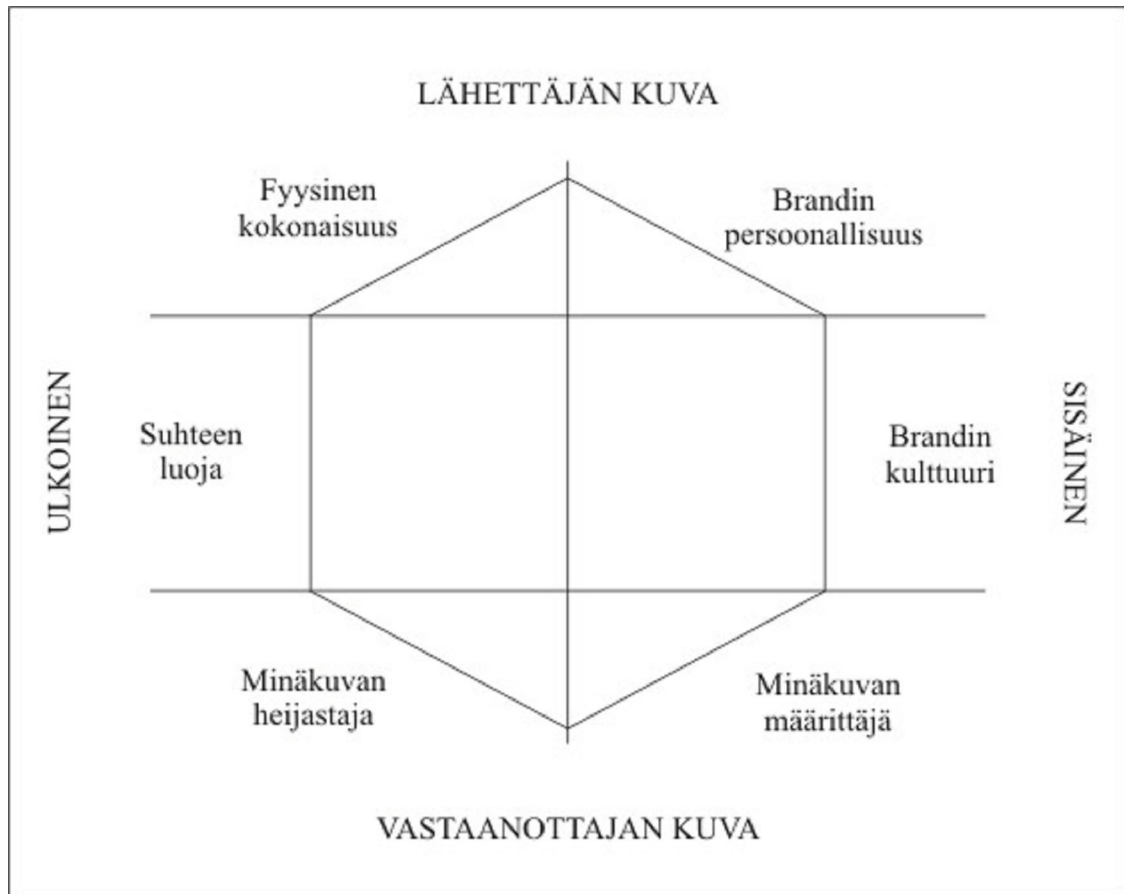 LÄHETTÄJÄN KUVA
Fyysinen
kokonaisuus
Brandin
persoonallisuus
ULKOINEN
Suhteen
luoja
Brandin
kulttuuri
SISÄINEN
Minäkuvan
heijastaja
Minäkuvan
määrittäjä
VASTAANOTTAJAN KUVA